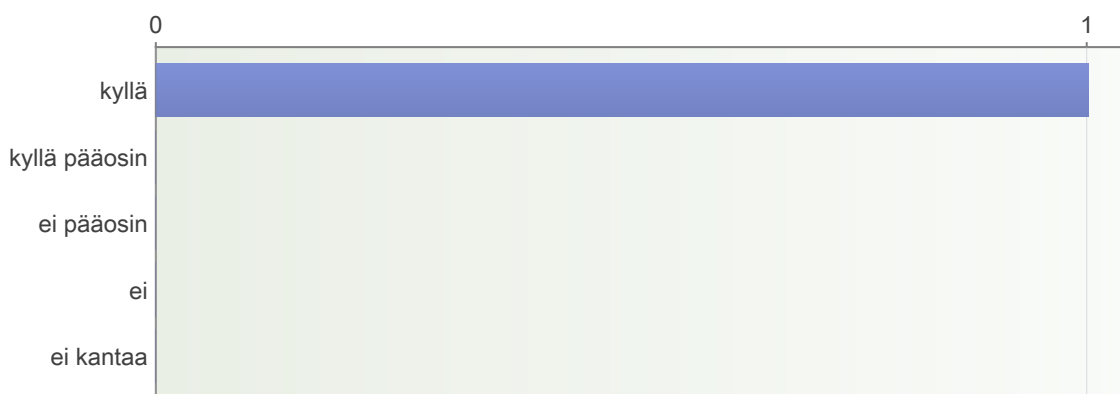 0 1
kyllä
kyllä pääosin
ei pääosin
ei
ei kantaa